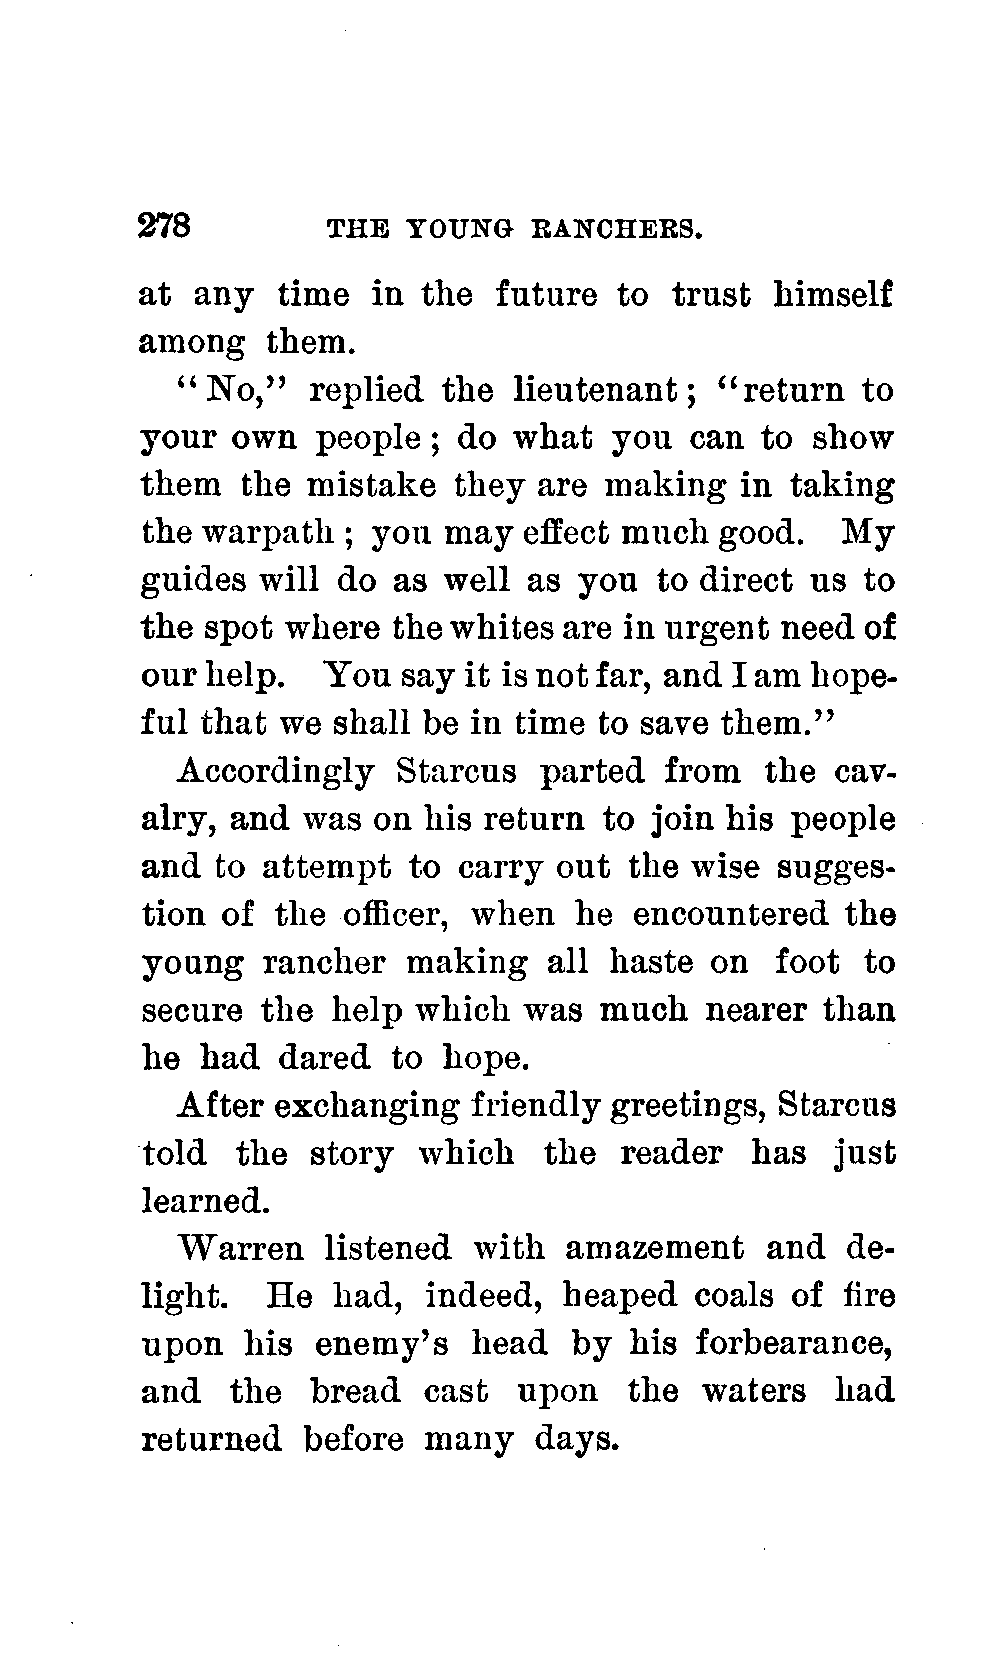 278 THE YOUNG RANCHERS.
at any time in the future to trust himself
among them.
"No," replied the lieutenant; "return to
your own people; do what you can to show
them the mistake they are making in taking
the warpath; you may effect much good. My
guides will do as well as you to direct us to
the spot where the whites are in urgent need of
our help. You say it is not far, and I am hope-
ful that we shall be in time to save them."
Accordingly Starcus parted from the cav-
alry, and was on his return to join his people
and to attempt to carry out the wise sugges-
tion of the officer, when he encountered the
young rancher making all haste on foot to
secure the help which was much nearer than
he had dared to hope.
After exchanging friendly greetings, Starcus
told the story which the reader has just
learned.
Warren listened with amazement and de-
light. He had, indeed, heaped coals of fire
upon his enemy's head by his forbearance,
and the bread cast upon the waters had
returned before many days.